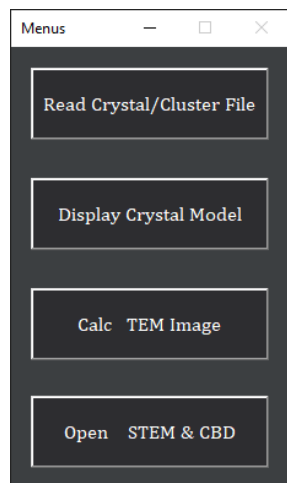 Menus
Read Crystal/Cluster File
Display Crystal Model
Calc TEM Image
Open STEM & CBD